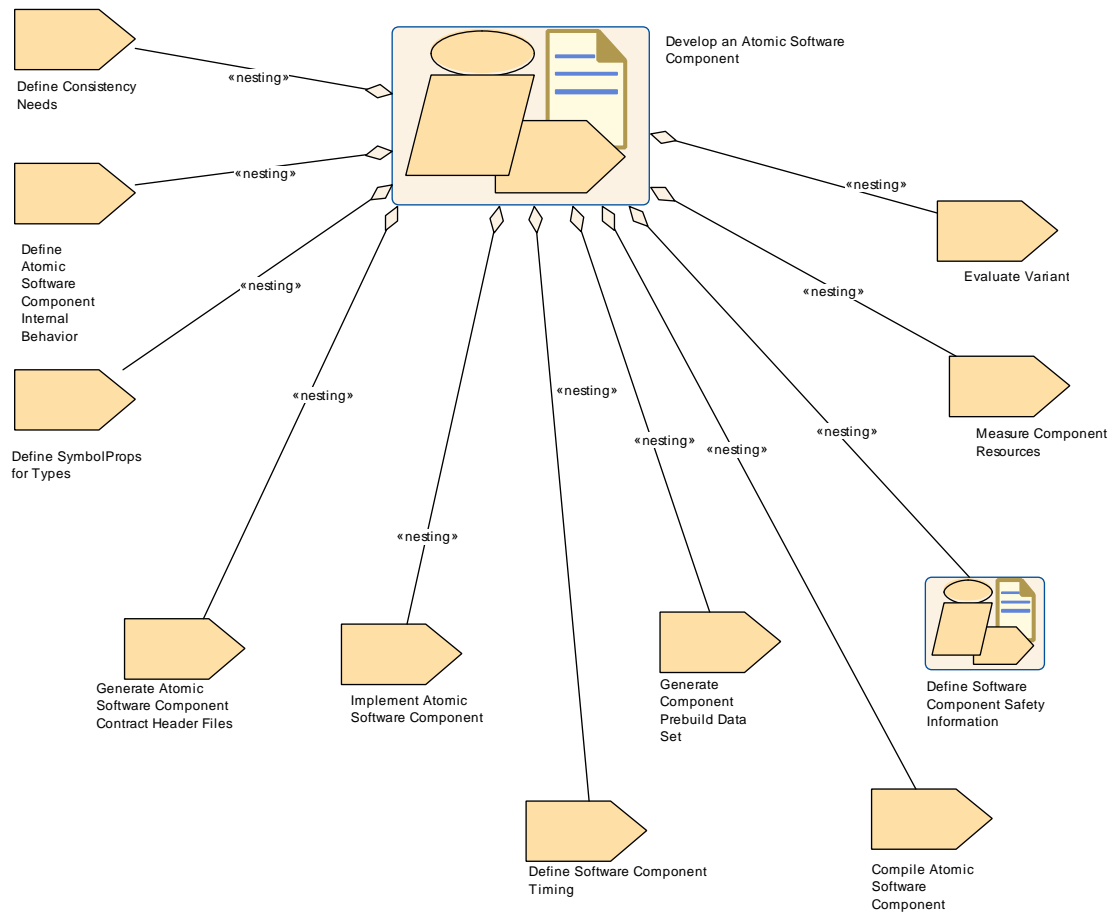 Develop an Atomic Software
Component
Define Consistency
Needs
«nesting»
Define
Atomic
Software
Component
Internal
Behavior
«nesting»
Define SymbolProps
for Types
«nesting»
Generate Atomic
Software Component
Contract Header Files
«nesting»
Implement Atomic
Software Component
«nesting»
Define Software Component
Timing
«nesting»
Generate
Component
Prebuild Data
Set
«nesting»
Compile Atomic
Software
Component
«nesting»
Define Software
Component Safety
Information
«nesting»
Measure Component
Resources
«nesting»
Evaluate Variant
«nesting»